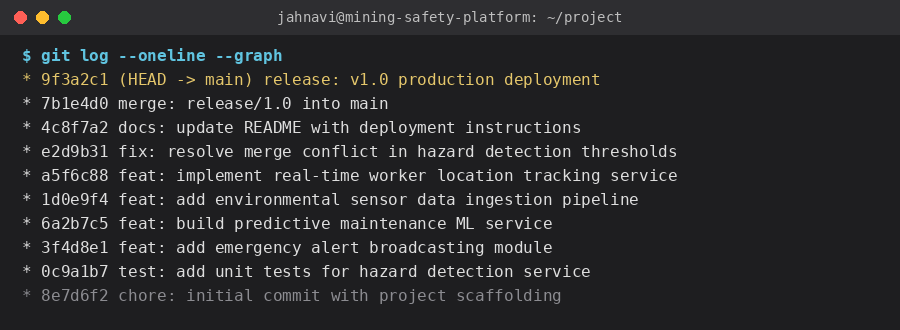 jahnavi@mining-safety-platform: ~/project
$ git log --oneline --graph
* 9f3a2c1 (HEAD -> main) release: v1.0 production deployment
* 7b1e4d0 merge: release/1.0 into main
* 4c8f7a2 docs: update README with deployment instructions
* e2d9b31 fix: resolve merge conflict in hazard detection thresholds
* a5f6c88 feat: implement real-time worker location tracking service
* 1d0e9f4 feat: add environmental sensor data ingestion pipeline
* 6a2b7c5 feat: build predictive maintenance ML service
* 3f4d8e1 feat: add emergency alert broadcasting module
* 0c9a1b7 test: add unit tests for hazard detection service
* 8e7d6f2 chore: initial commit with project scaffolding